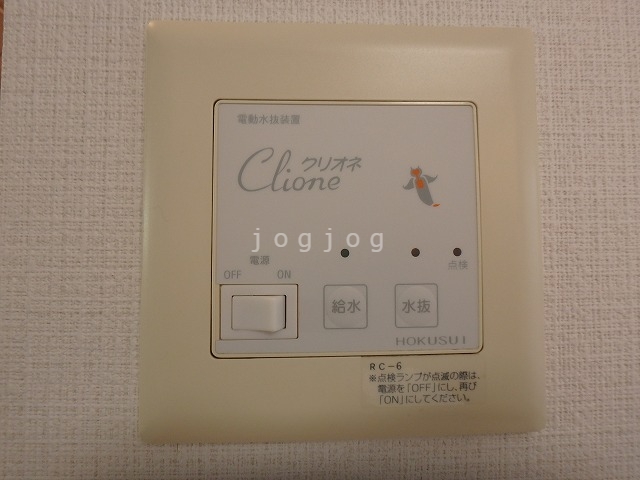 電動水抜装置
クリオネ
Clione
jogjog
電源
OFF ON
点検
給水 水抜
HOKUSUI
RC-6
※点検ランプが点滅の際は、
電源を「OFF」にし、再び
「ON」にしてください。